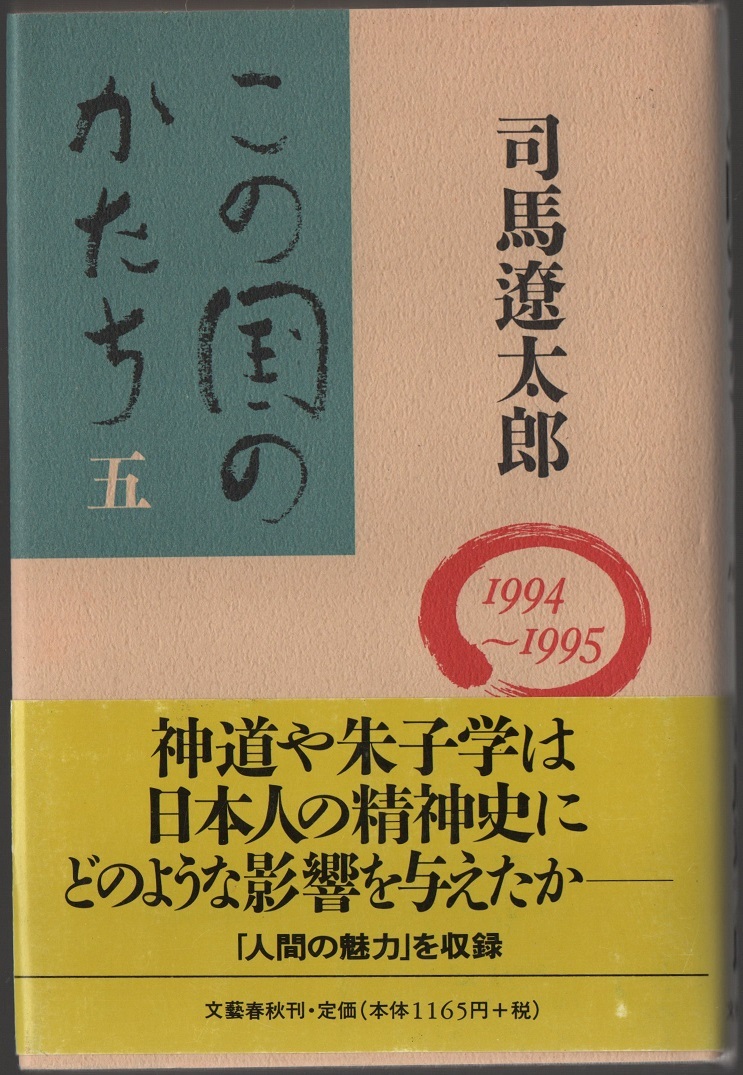 司馬遼太郎
この国の
かたち 五
1994
～1995
神道や朱子学は
日本人の精神史に
どのような影響を与えたか――
「人間の魅力」を収録
文藝春秋刊・定価(本体1165円+税)